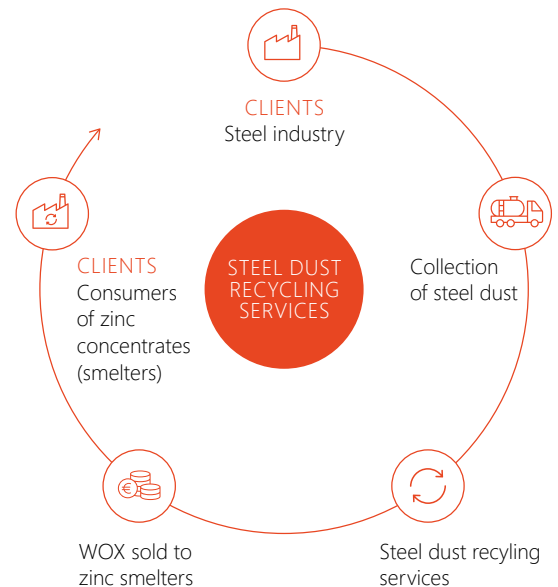 CLIENTS
Steel industry
Collection
of steel dust
Steel dust recyling
services
WOX sold to
zinc smelters
CLIENTS
Consumers
of zinc
concentrates
(smelters)
STEEL DUST
RECYCLING
SERVICES
€